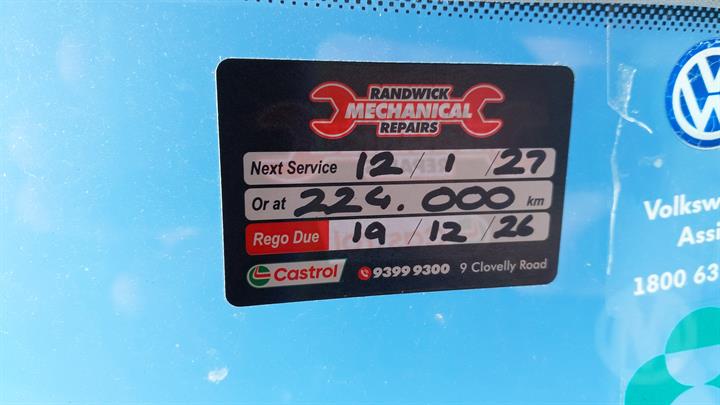 RANDWICK
MECHANICAL
REPAIRS
Next Service 12 / 1 / 27
Or at 224.000 km
Rego Due 19 / 12 / 26
Castrol 9399 9300 9 Clovelly Road
VW
Volksw
Assi
1800 63